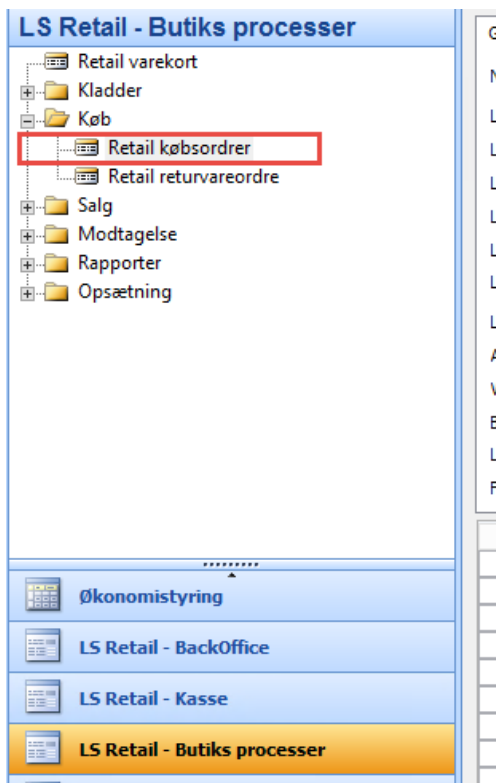 LS Retail - Butiks processer
Retail varekort
Kladder
Køb
Retail købsordrer
Retail returvareordre
Salg
Modtagelse
Rapporter
Opsætning
Økonomistyring
LS Retail - BackOffice
LS Retail - Kasse
LS Retail - Butiks processer